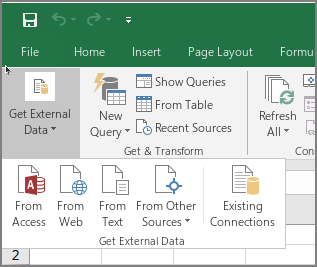 File Home Insert Page Layout Formu
Get External
Data
New
Query
Show Queries
From Table
Recent Sources
Refresh
All
Get & Transform
Con
From
Access
From
Web
From
Text
From Other
Sources
Existing
Connections
Get External Data
2